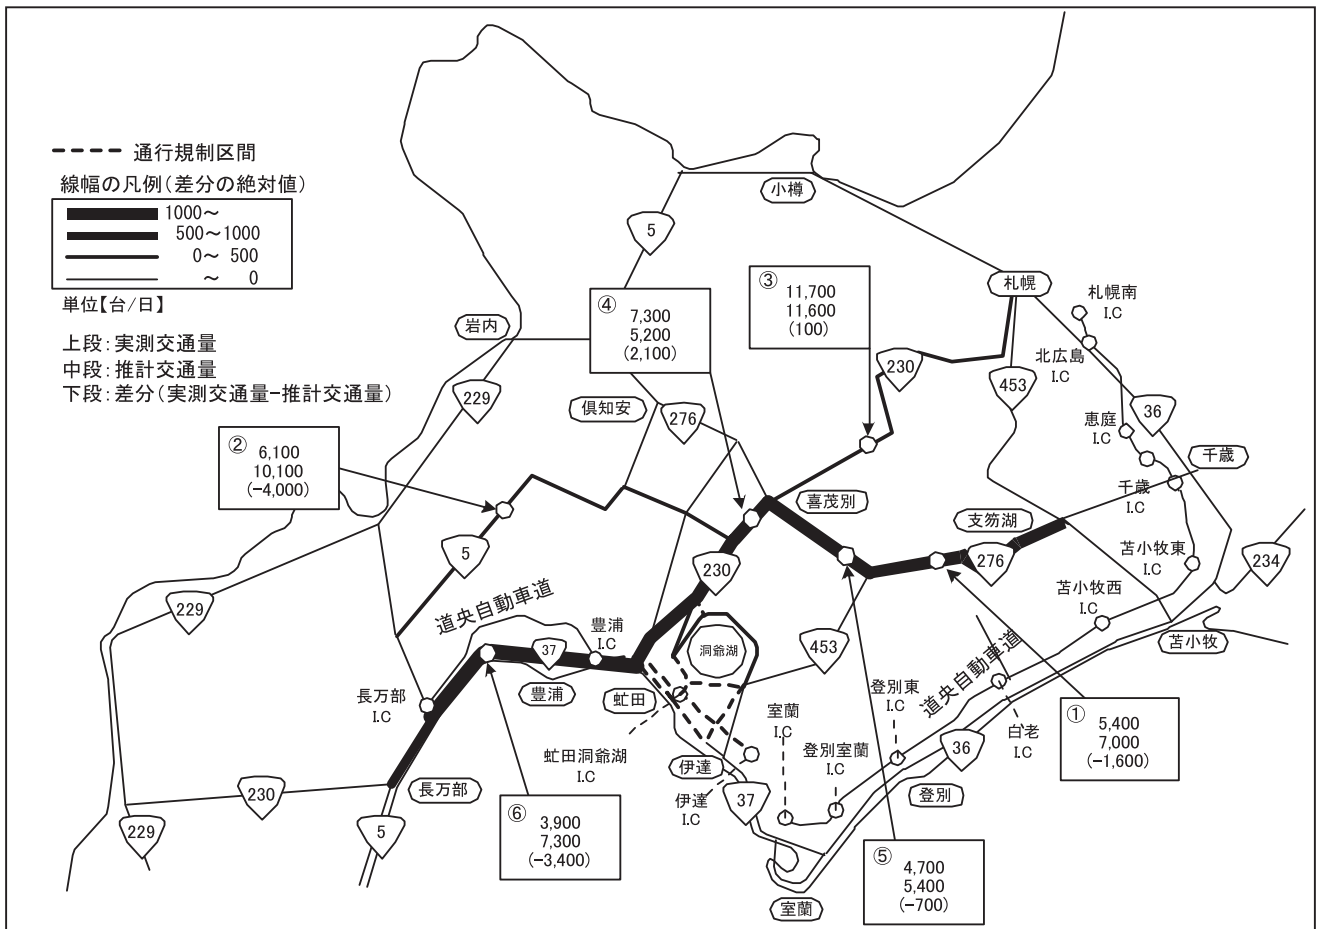 通行規制区間
線幅の凡例(差分の絶対値)
1000～
500～1000
0～ 500
～ 0
単位【台/日】
上段:実測交通量
中段:推計交通量
下段:差分(実測交通量−推計交通量)
小樽
5
札幌
札幌南
I.C
③
11,700
11,600
(100)
④
7,300
5,200
(2,100)
岩内
北広島
I.C
230
453
229
36
倶知安
276
恵庭
I.C
②
6,100
10,100
(−4,000)
千歳
千歳
I.C
喜茂別
支笏湖
5
230
276
苫小牧東
I.C
234
229
道央自動車道
苫小牧西
I.C
豊浦
I.C
37
洞爺湖
453
苫小牧
道央自動車道
長万部
I.C
豊浦
虻田
登別東
I.C
室蘭
I.C
白老
I.C
①
5,400
7,000
(−1,600)
虻田洞爺湖
I.C
登別室蘭
I.C
36
伊達
伊達
I.C
37
登別
230
長万部
229
5
⑥
3,900
7,300
(−3,400)
⑤
4,700
5,400
(−700)
室蘭